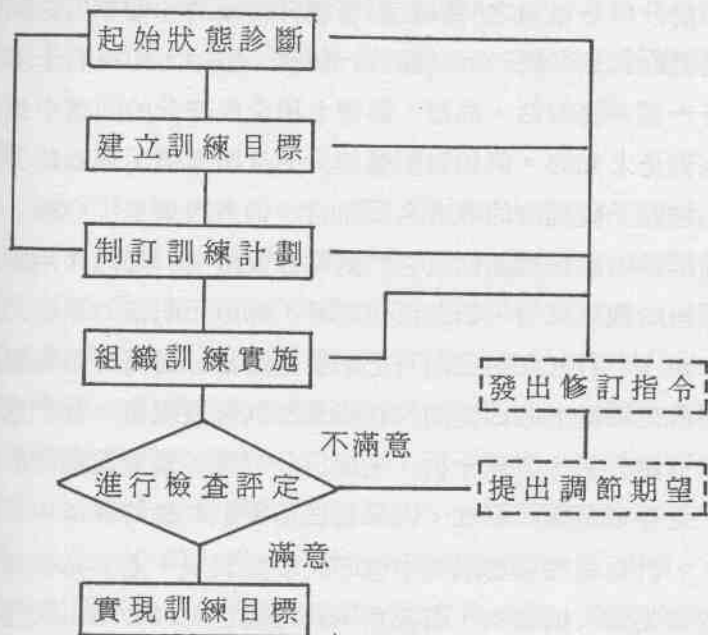 起始狀態診斷
建立訓練目標
制訂訓練計劃
組織訓練實施
發出修訂指令
不滿意
進行檢查評定
提出調節期望
滿意
實現訓練目標